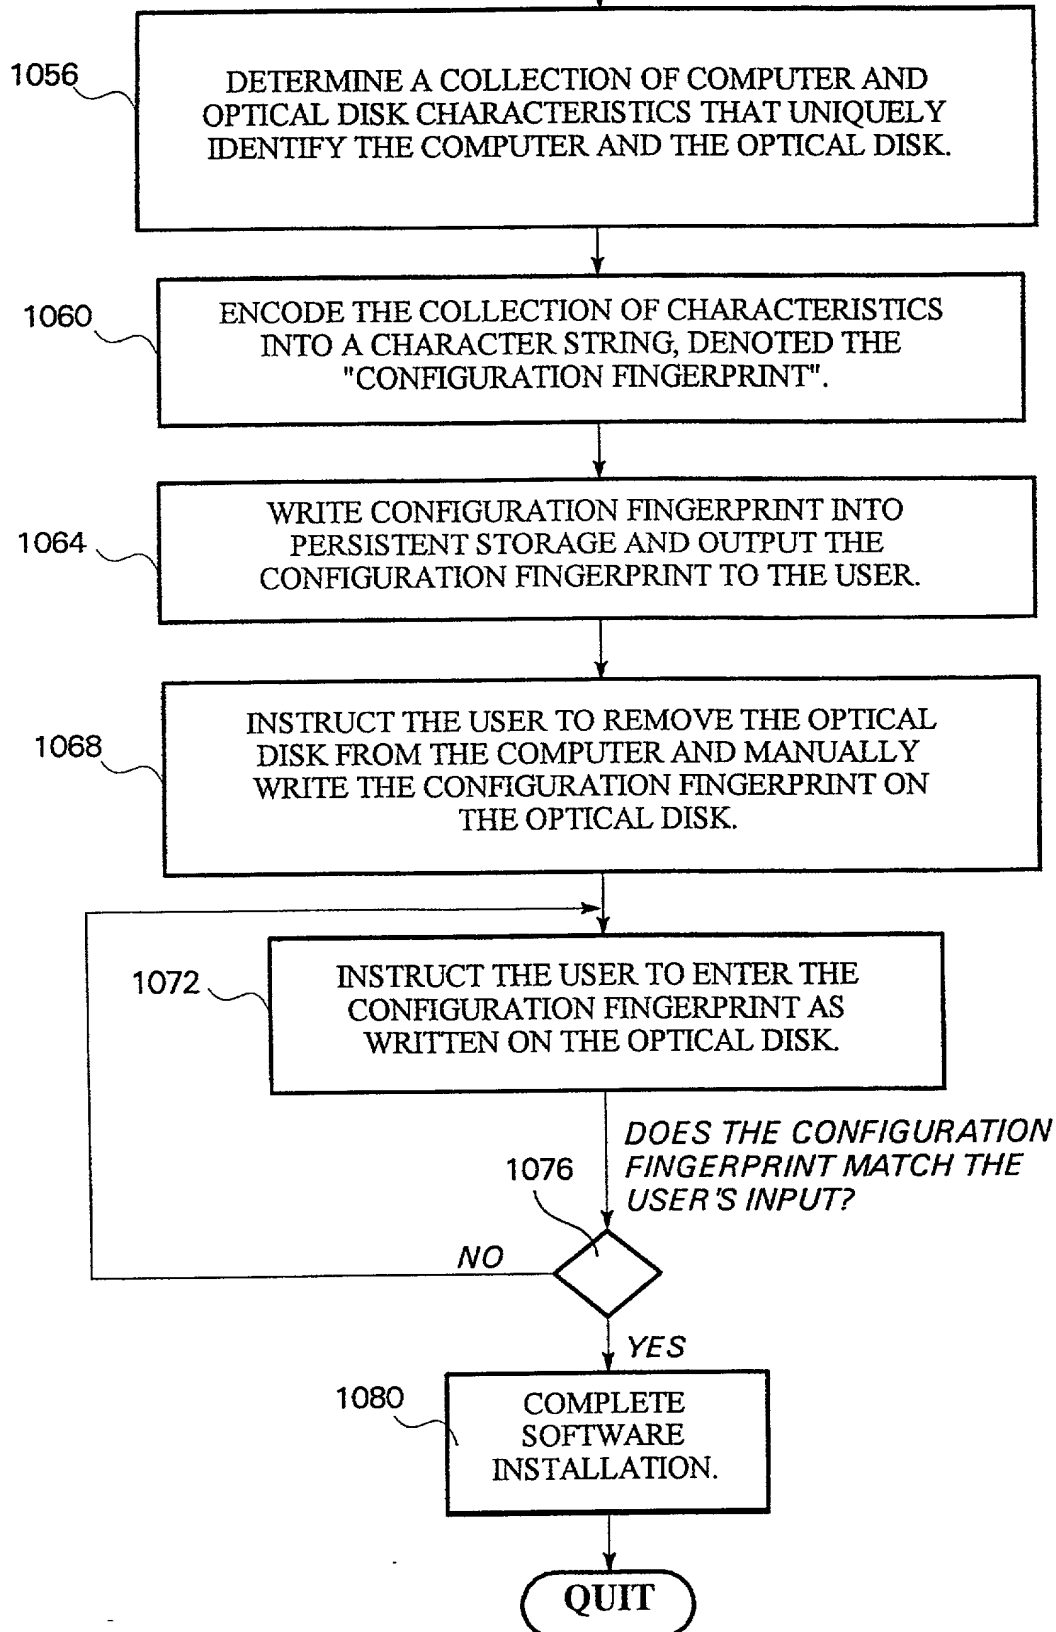 1056
DETERMINE A COLLECTION OF COMPUTER AND
OPTICAL DISK CHARACTERISTICS THAT UNIQUELY
IDENTIFY THE COMPUTER AND THE OPTICAL DISK.
1060
ENCODE THE COLLECTION OF CHARACTERISTICS
INTO A CHARACTER STRING, DENOTED THE
"CONFIGURATION FINGERPRINT".
1064
WRITE CONFIGURATION FINGERPRINT INTO
PERSISTENT STORAGE AND OUTPUT THE
CONFIGURATION FINGERPRINT TO THE USER.
1068
INSTRUCT THE USER TO REMOVE THE OPTICAL
DISK FROM THE COMPUTER AND MANUALLY
WRITE THE CONFIGURATION FINGERPRINT ON
THE OPTICAL DISK.
1072
INSTRUCT THE USER TO ENTER THE
CONFIGURATION FINGERPRINT AS
WRITTEN ON THE OPTICAL DISK.
DOES THE CONFIGURATION
FINGERPRINT MATCH THE
USER'S INPUT?
1076
NO
YES
1080
COMPLETE
SOFTWARE
INSTALLATION.
QUIT